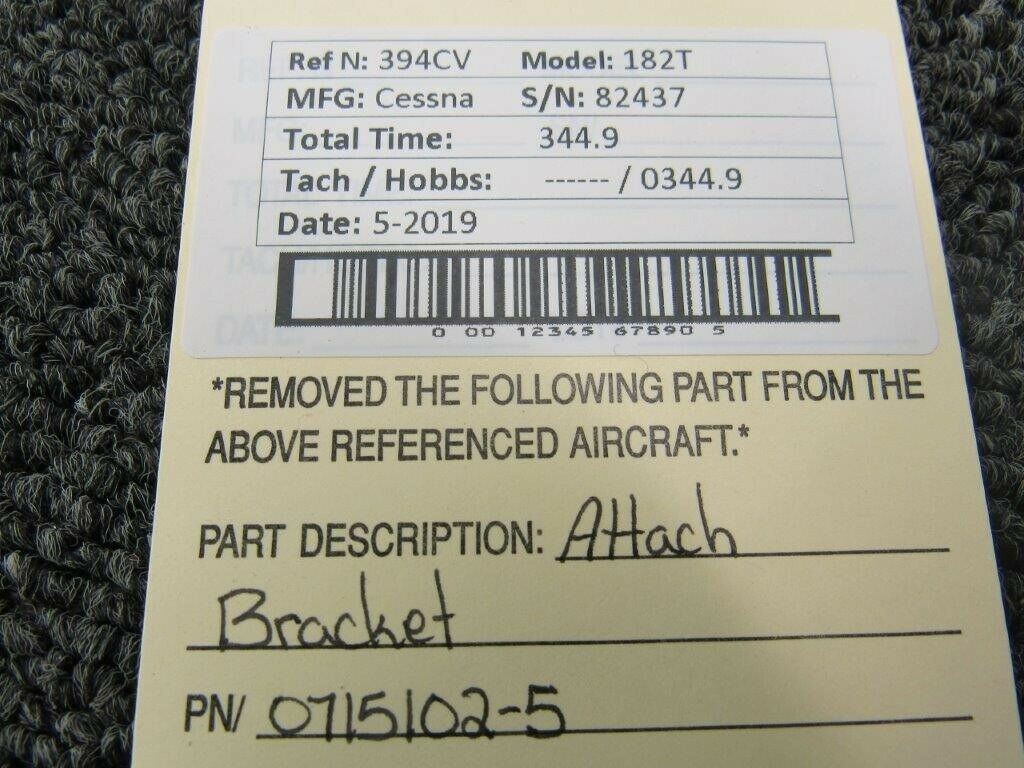 Ref N: 394CV Model: 182T
MFG: Cessna S/N: 82437
Total Time: 344.9
Tach / Hobbs: ------ / 0344.9
Date: 5-2019
0 00 12345 67890 5
*REMOVED THE FOLLOWING PART FROM THE
ABOVE REFERENCED AIRCRAFT.*
PART DESCRIPTION: Attach
Bracket
PN/ 0715102-5